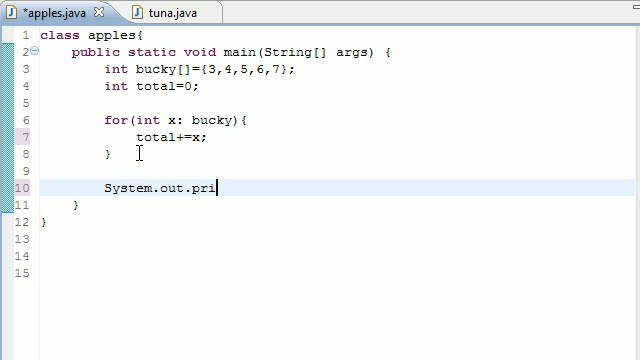 *apples.java tuna.java
1 class apples{
2 public static void main(String[] args) {
3 int bucky[]={3,4,5,6,7};
4 int total=0;
5
6 for(int x: bucky){
7 total+=x;
8 }
9
10 System.out.pri
11 }
12 }
13
14
15